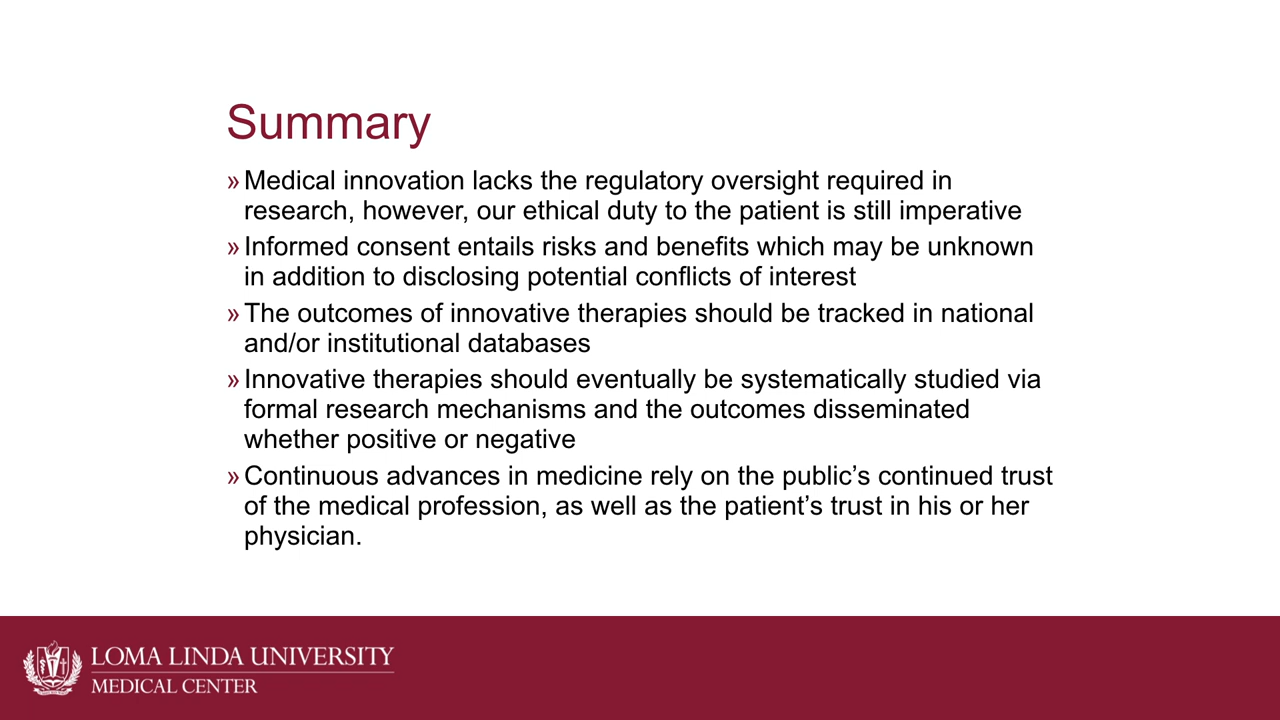 Summary
» Medical innovation lacks the regulatory oversight required in
research, however, our ethical duty to the patient is still imperative
» Informed consent entails risks and benefits which may be unknown
in addition to disclosing potential conflicts of interest
» The outcomes of innovative therapies should be tracked in national
and/or institutional databases
» Innovative therapies should eventually be systematically studied via
formal research mechanisms and the outcomes disseminated
whether positive or negative
» Continuous advances in medicine rely on the public’s continued trust
of the medical profession, as well as the patient’s trust in his or her
physician.
LOMA LINDA UNIVERSITY
MEDICAL CENTER